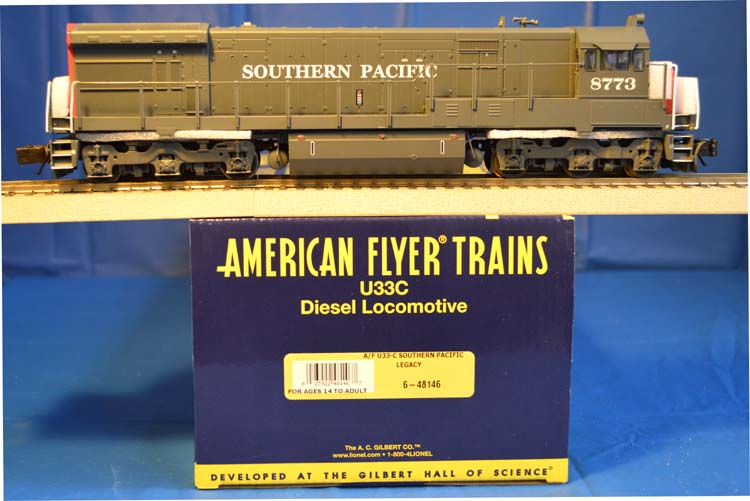 SOUTHERN PACIFIC
8773
AMERICAN FLYER® TRAINS
U33C
Diesel Locomotive
A/F U33-C SOUTHERN PACIFIC
LEGACY
6-48146
FOR AGES 14 TO ADULT
The A. C. GILBERT CO.™
www.lionel.com • 1-800-4LIONEL
DEVELOPED AT THE GILBERT HALL OF SCIENCE®